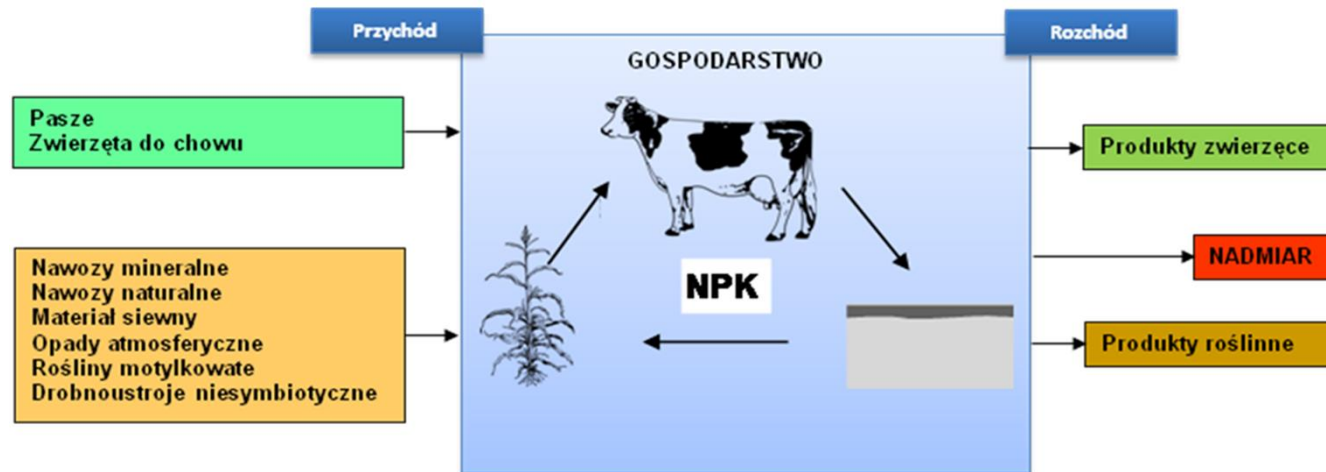 Przychód
Rozchód
GOSPODARSTWO
Pasze
Zwierzęta do chowu
Produkty zwierzęce
Nawozy mineralne
Nawozy naturalne
Materiał siewny
Opady atmosferyczne
Rośliny motylkowate
Drobnoustroje niesymbiotyczne
NPK
NADMIAR
Produkty roślinne